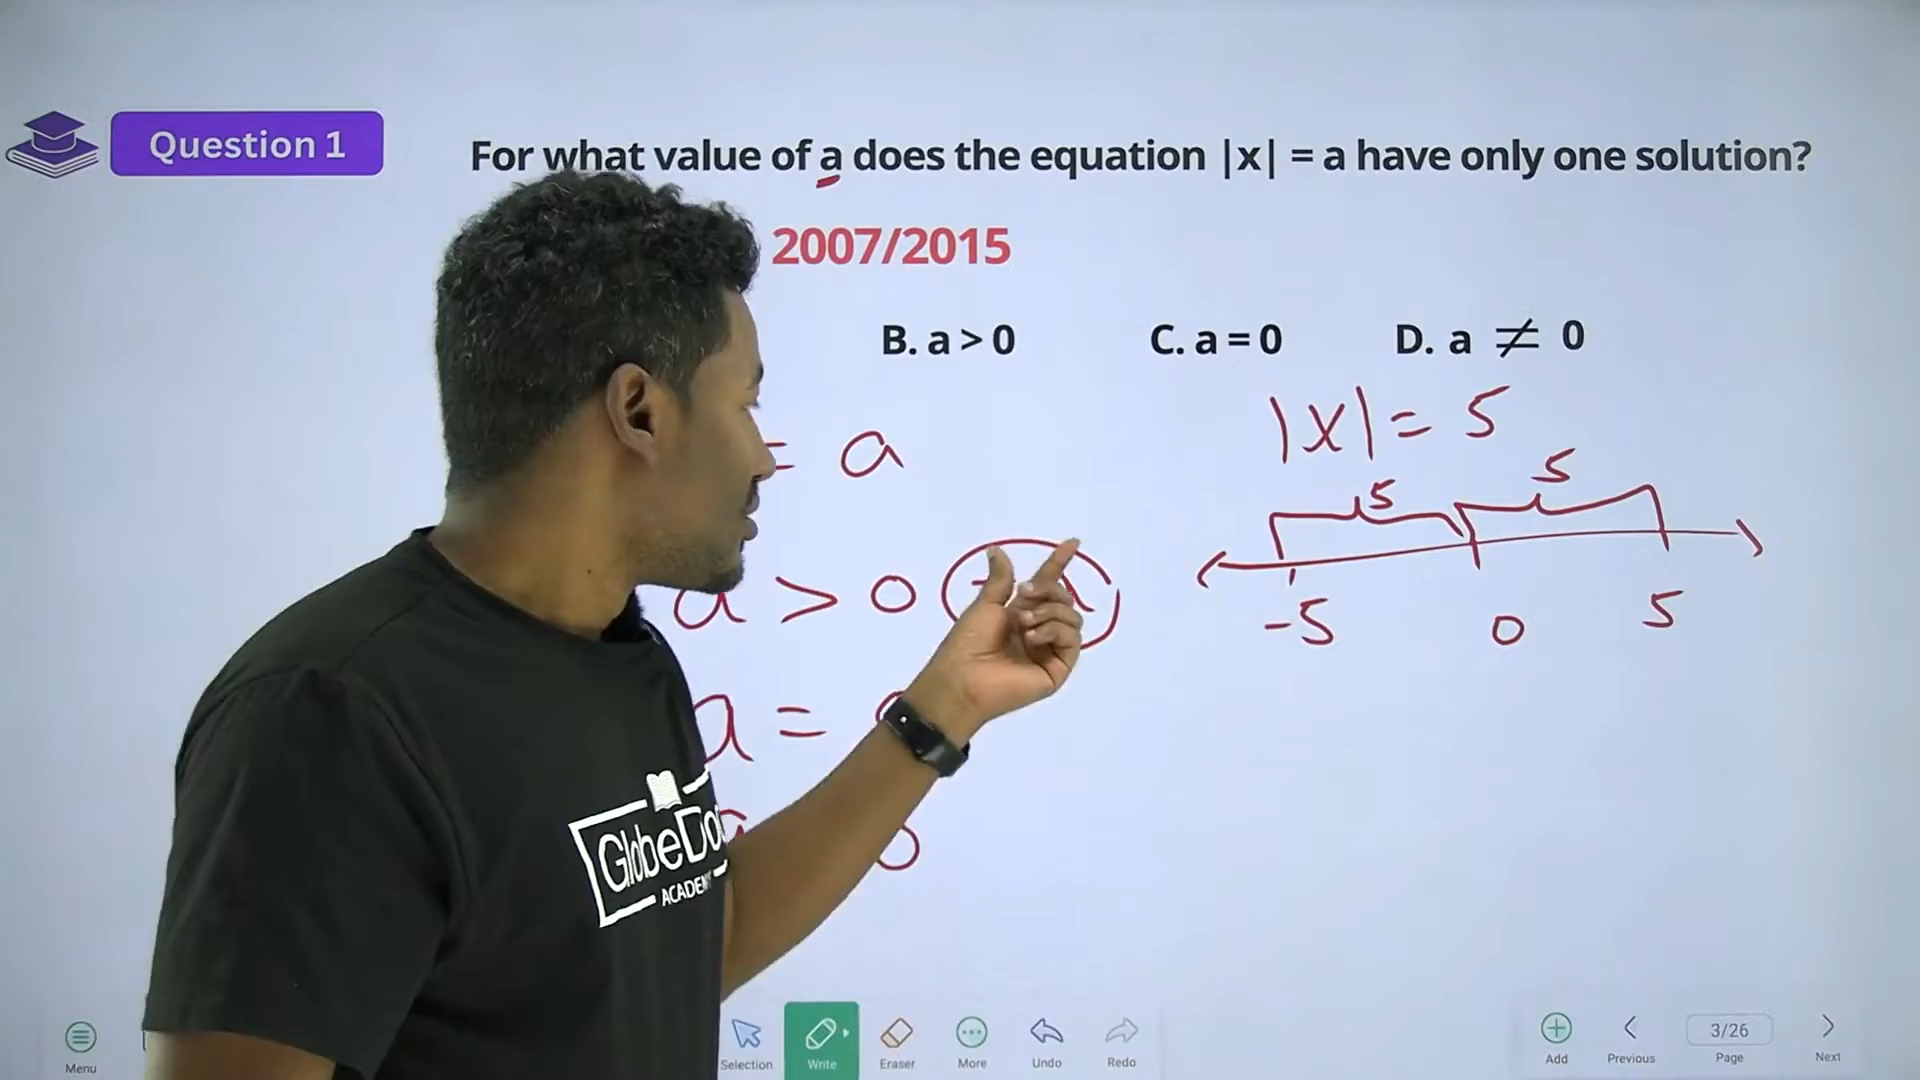 Question 1
For what value of a does the equation |x| = a have only one solution?
2007/2015
B. a > 0
C. a = 0
D. a ≠ 0
|x| = 5
= a
5
5
a > 0
-5
0
5
a =
GlobeDo
ACADEM
Menu
Selection
Write
Eraser
More
Undo
Redo
Add
Previous
3/26
Page
Next